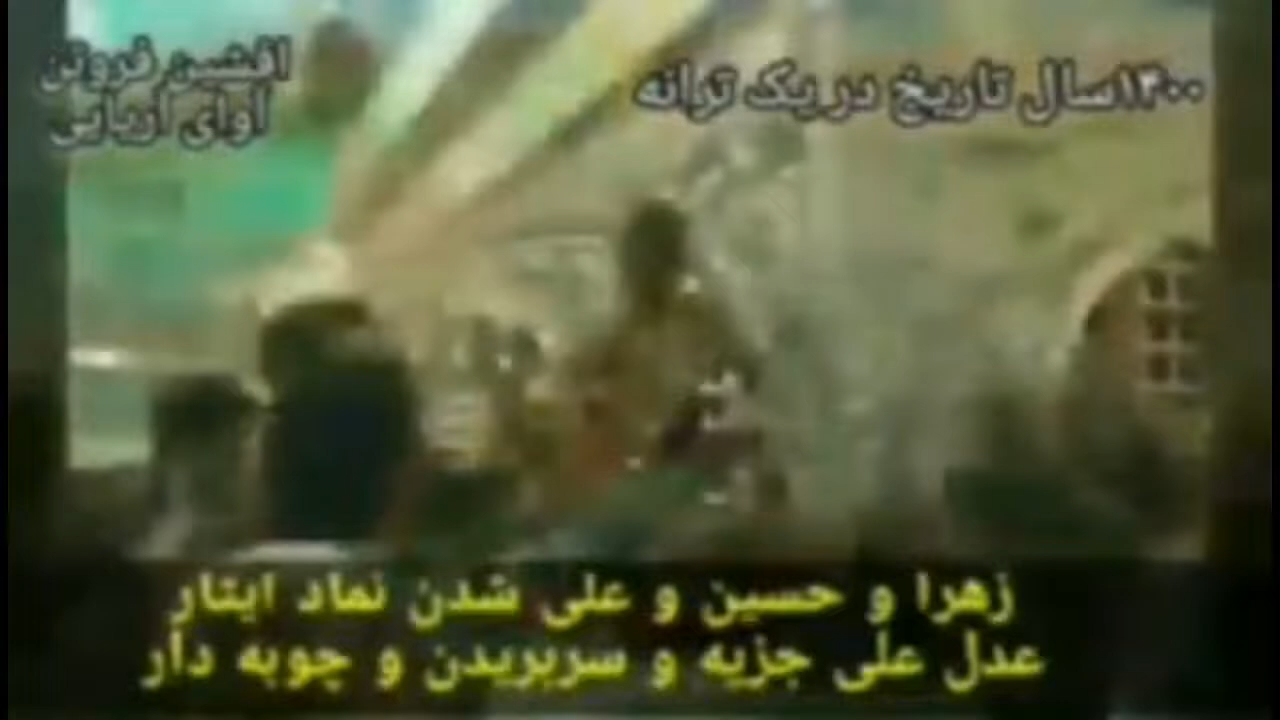 ۱۴۰۰سال تاریخ در یک ترانه
افشین فروتن
آوای آریایی
زهرا و حسین و علی شدن نماد ایثار
عدل علی جزیه و سربریدن و چوبه دار